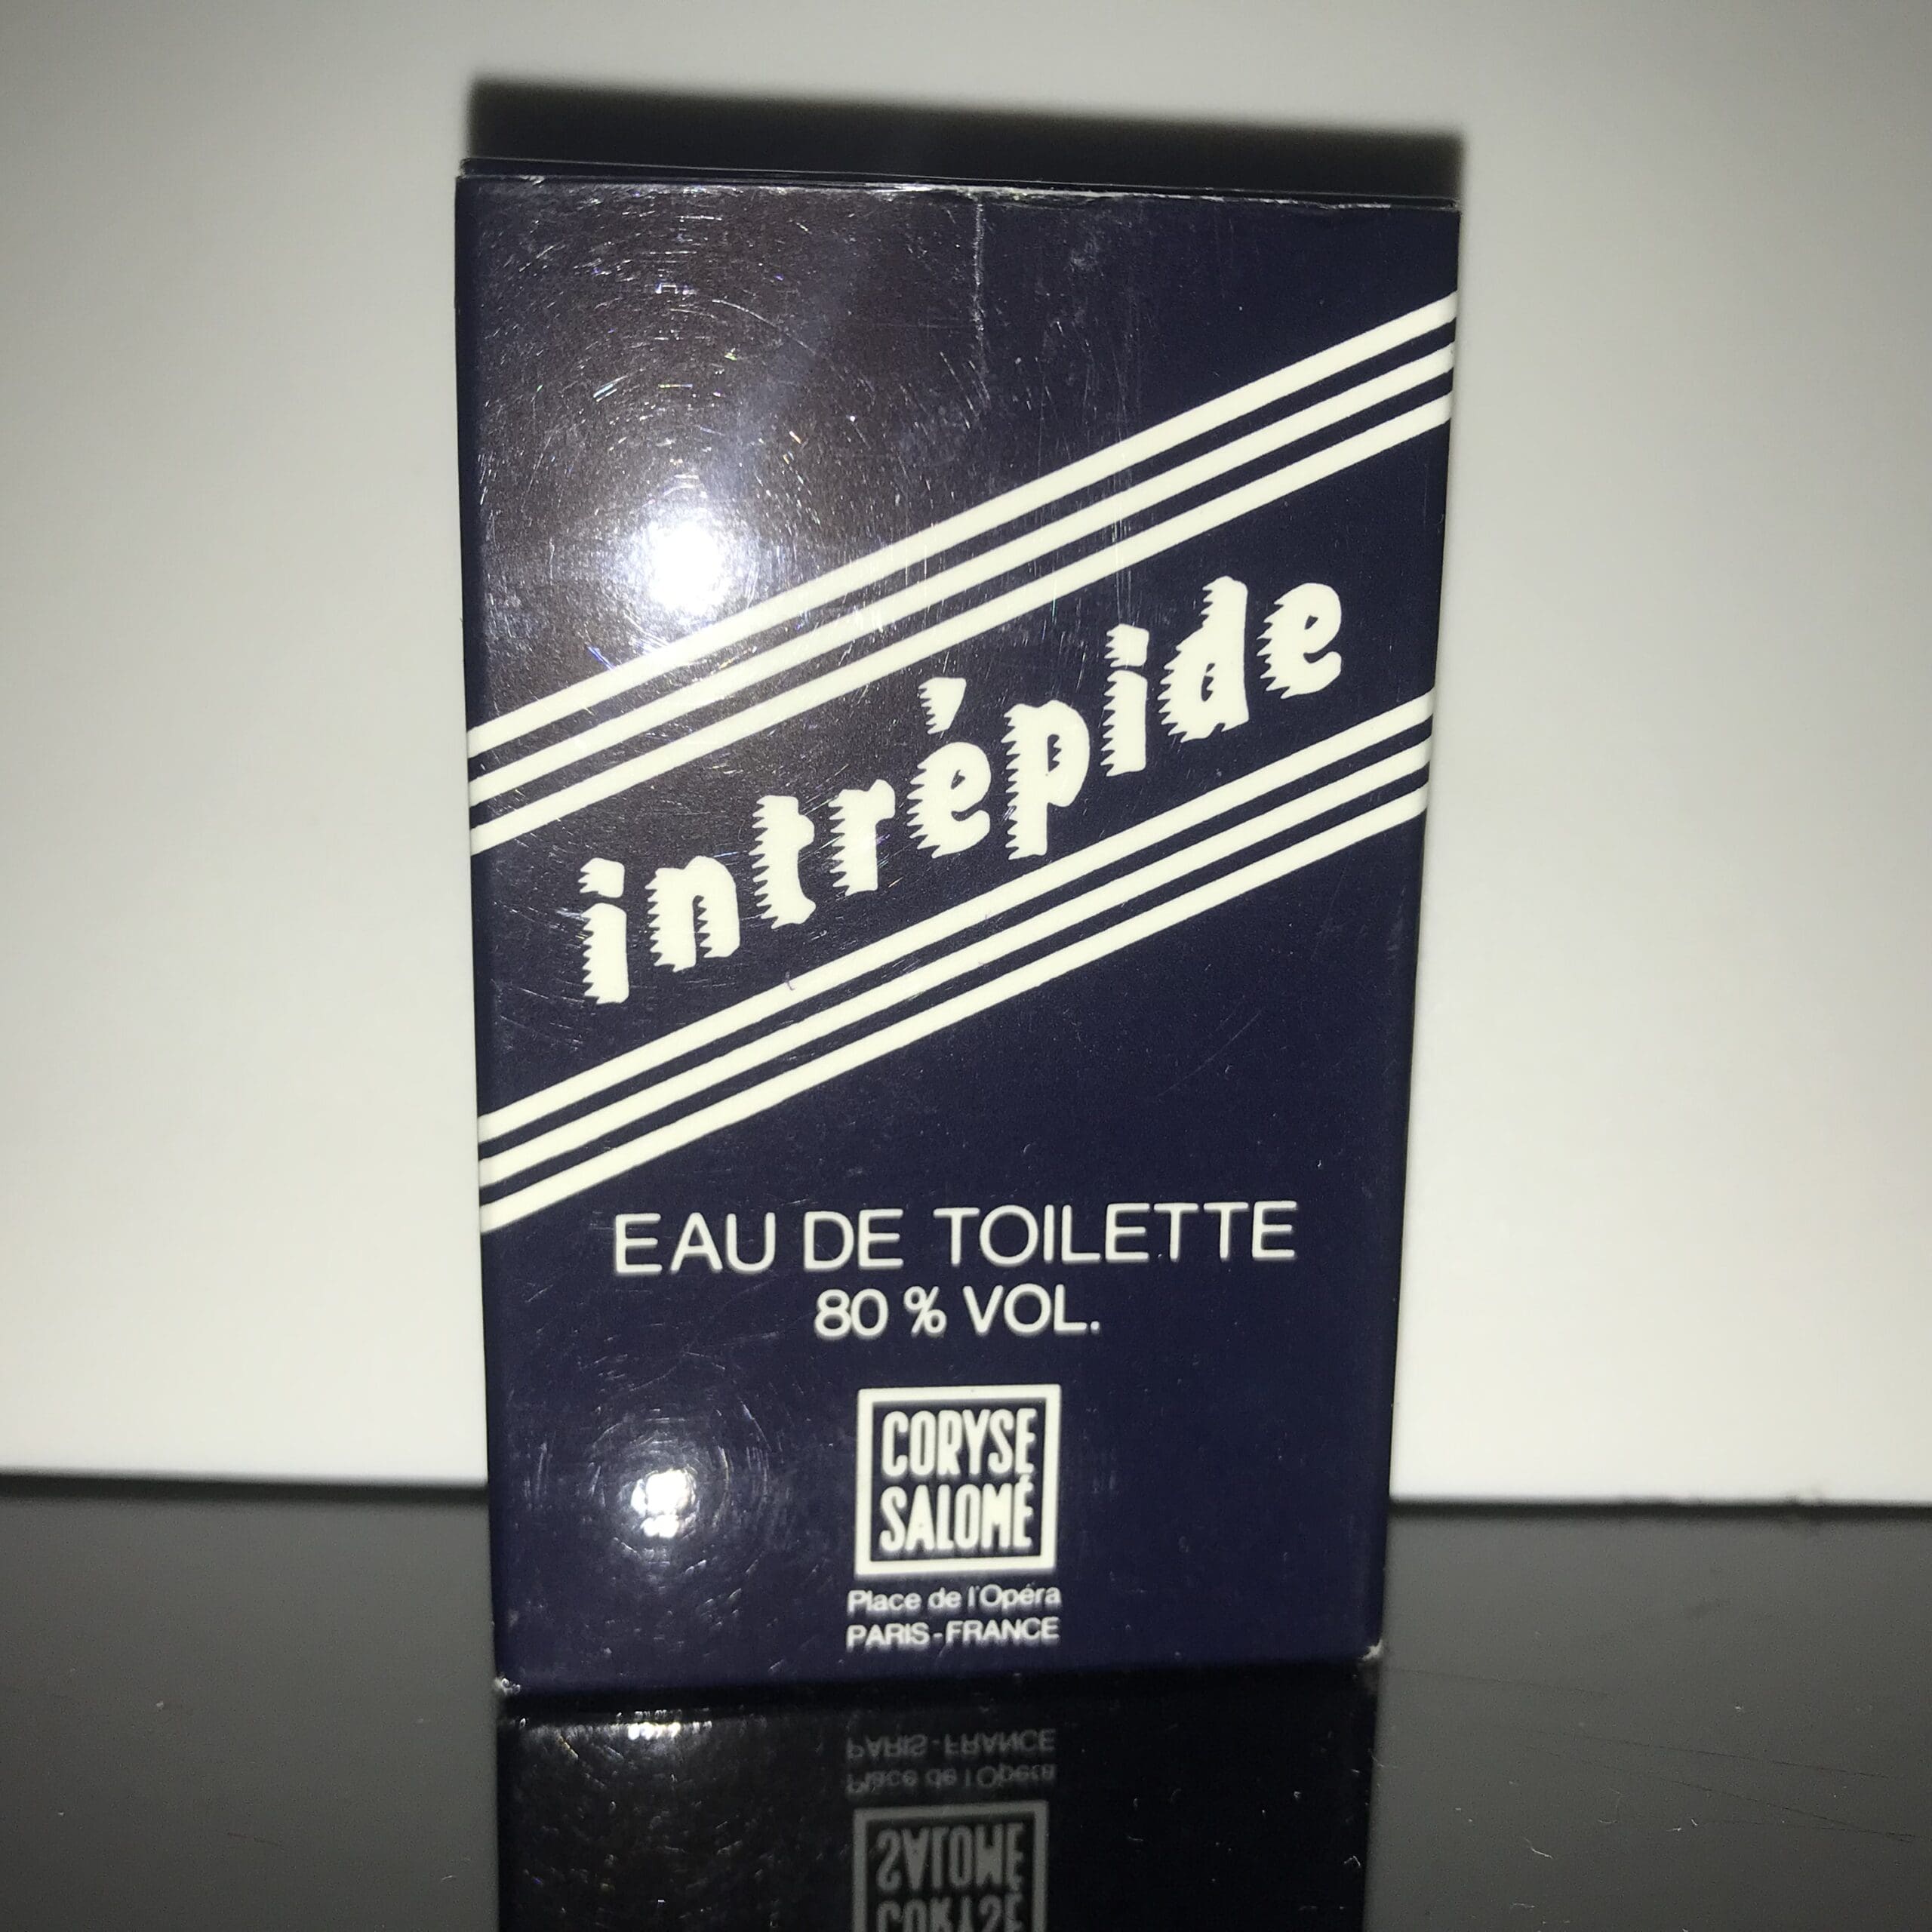 intrépide
EAU DE TOILETTE
80 % VOL.
CORYSE
SALOMÉ
Place de l'Opéra
PARIS-FRANCE